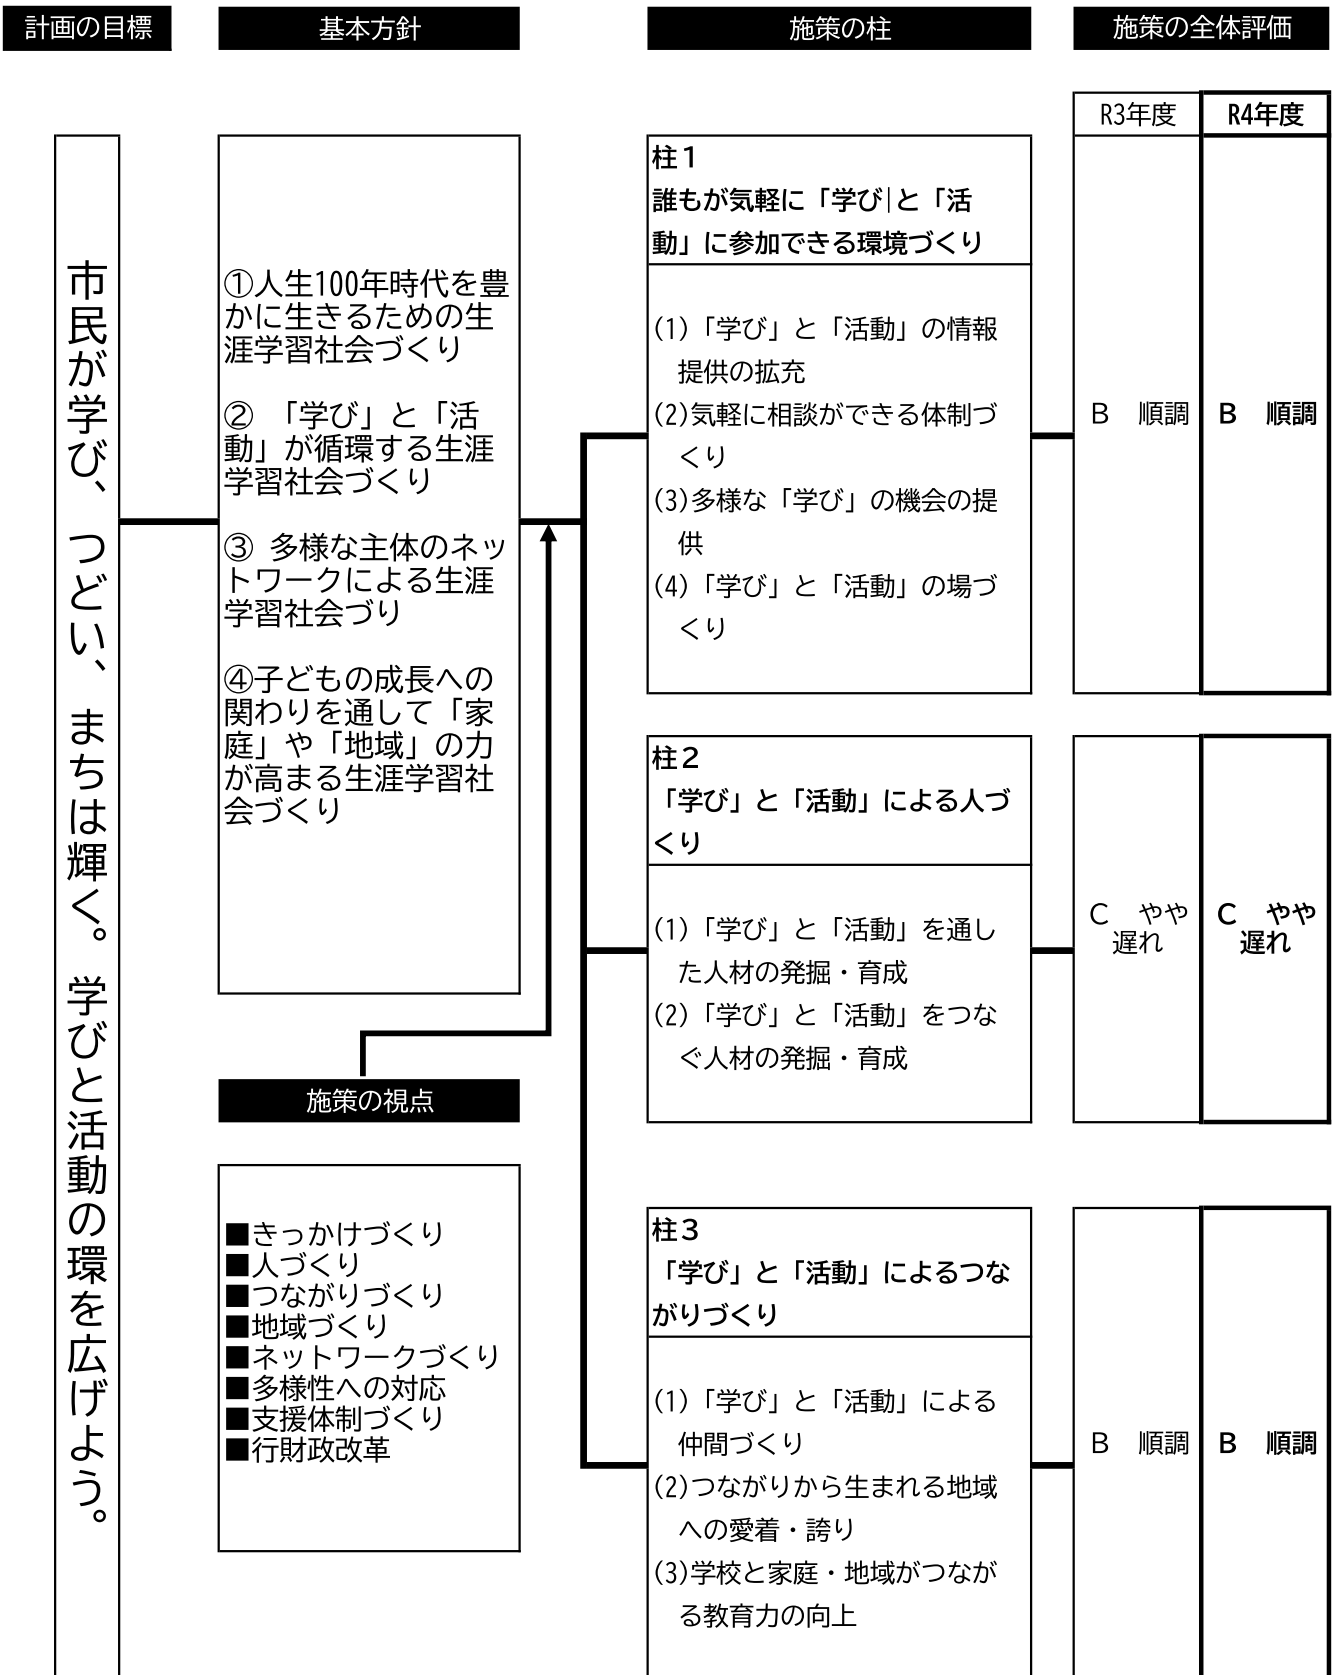 計画の目標
基本方針
施策の柱
施策の全体評価
市民が学び、つどい、まちは輝く。学びと活動の環を広げよう。
①人生100年時代を豊
かに生きるための生
涯学習社会づくり
② 「学び」と「活
動」が循環する生涯
学習社会づくり
③ 多様な主体のネッ
トワークによる生涯
学習社会づり
④子どもの成長への
関わりを通して「家
庭」や「地域」の力
が高まる生涯学習社
会づくり
施策の視点
■きっかけづくり
■人づくり
■つながりづくり
■地域づくり
■ネットワークづくり
■多様性への対応
■支援体制づくり
■行財政改革
R3年度
R4年度
柱１
誰もが気軽に「学び|と「活
動」に参加できる環境づくり
(1)「学び」と「活動」の情報
提供の拡充
(2)気軽に相談ができる体制づ
くり
(3)多様な「学び」の機会の提
供
(4)「学び」と「活動」の場づ
くり
Ｂ　順調
Ｂ　順調
柱２
「学び」と「活動」による人づ
くり
(1)「学び」と「活動」を通し
た人材の発掘・育成
(2)「学び」と「活動」をつな
ぐ人材の発掘・育成
Ｃ　やや
遅れ
Ｃ　やや
遅れ
柱３
「学び」と「活動」によるつな
がりづくり
(1)「学び」と「活動」による
仲間づくり
(2)つながりから生まれる地域
への愛着・誇り
(3)学校と家庭・地域がつなが
る教育力の向上
Ｂ　順調
Ｂ　順調